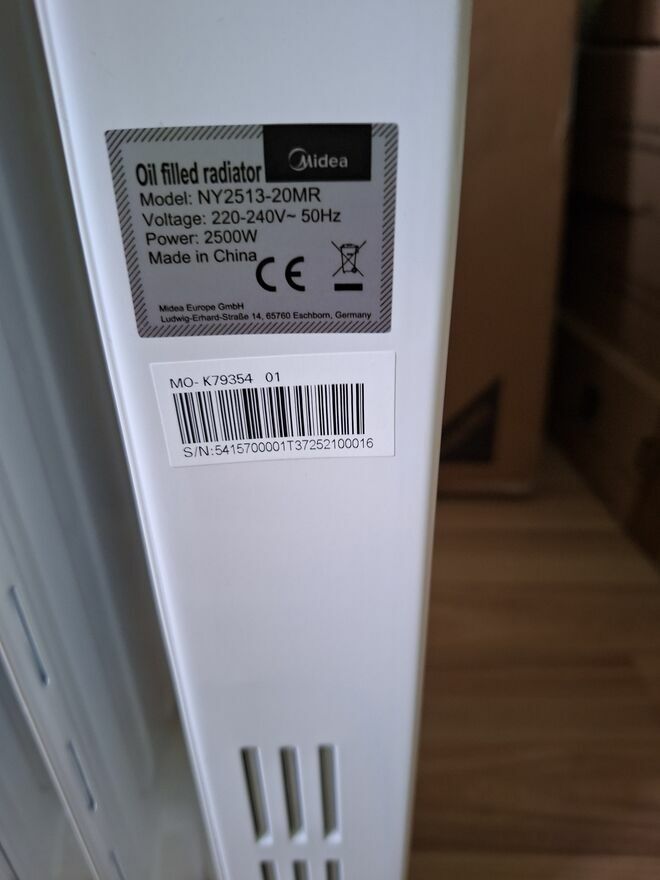 Midea
Oil filled radiator
Model: NY2513-20MR
Voltage: 220-240V~ 50Hz
Power: 2500W
Made in China
CE
Midea Europe GmbH
Ludwig-Erhard-Straße 14, 65760 Eschborn, Germany
MO- K79354 01
S/N:5415700001T37252100016